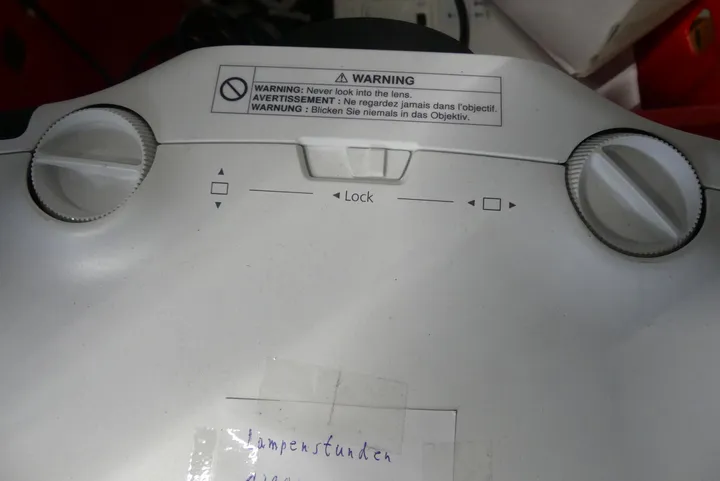 ⚠ WARNING
WARNING: Never look into the lens.
AVERTISSEMENT : Ne regardez jamais dans l'objectif.
WARNUNG : Blicken Sie niemals in das Objektiv.
◄ Lock
Lampenstunden